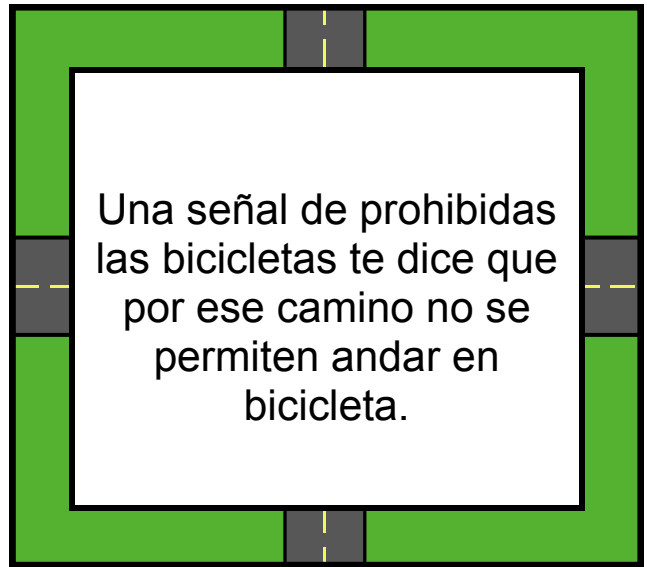 Una señal de prohibidas
las bicicletas te dice que
por ese camino no se
permiten andar en
bicicleta.